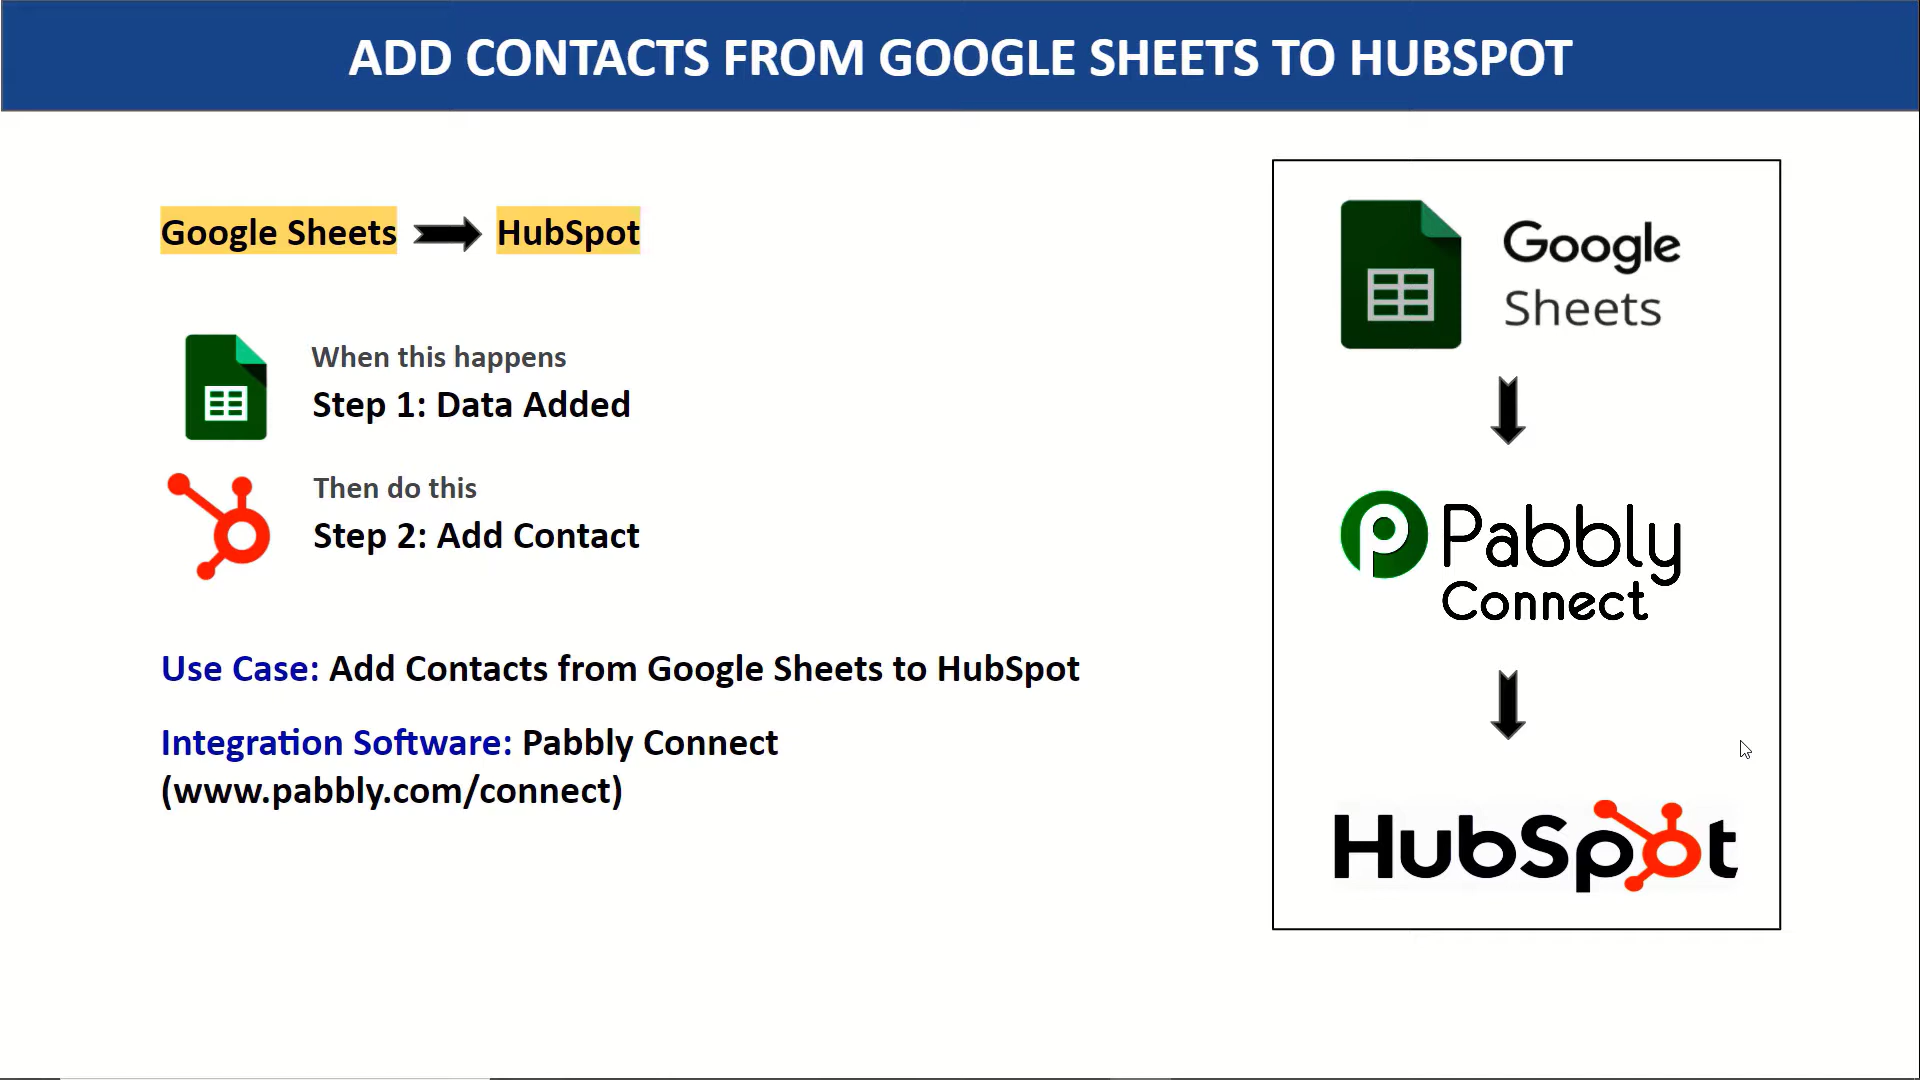 ADD CONTACTS FROM GOOGLE SHEETS TO HUBSPOT
Google Sheets HubSpot
When this happens
Step 1: Data Added
Then do this
Step 2: Add Contact
Use Case: Add Contacts from Google Sheets to HubSpot
Integration Software: Pabbly Connect
(www.pabbly.com/connect)
Google
Sheets
Pabbly
Connect
HubSpot